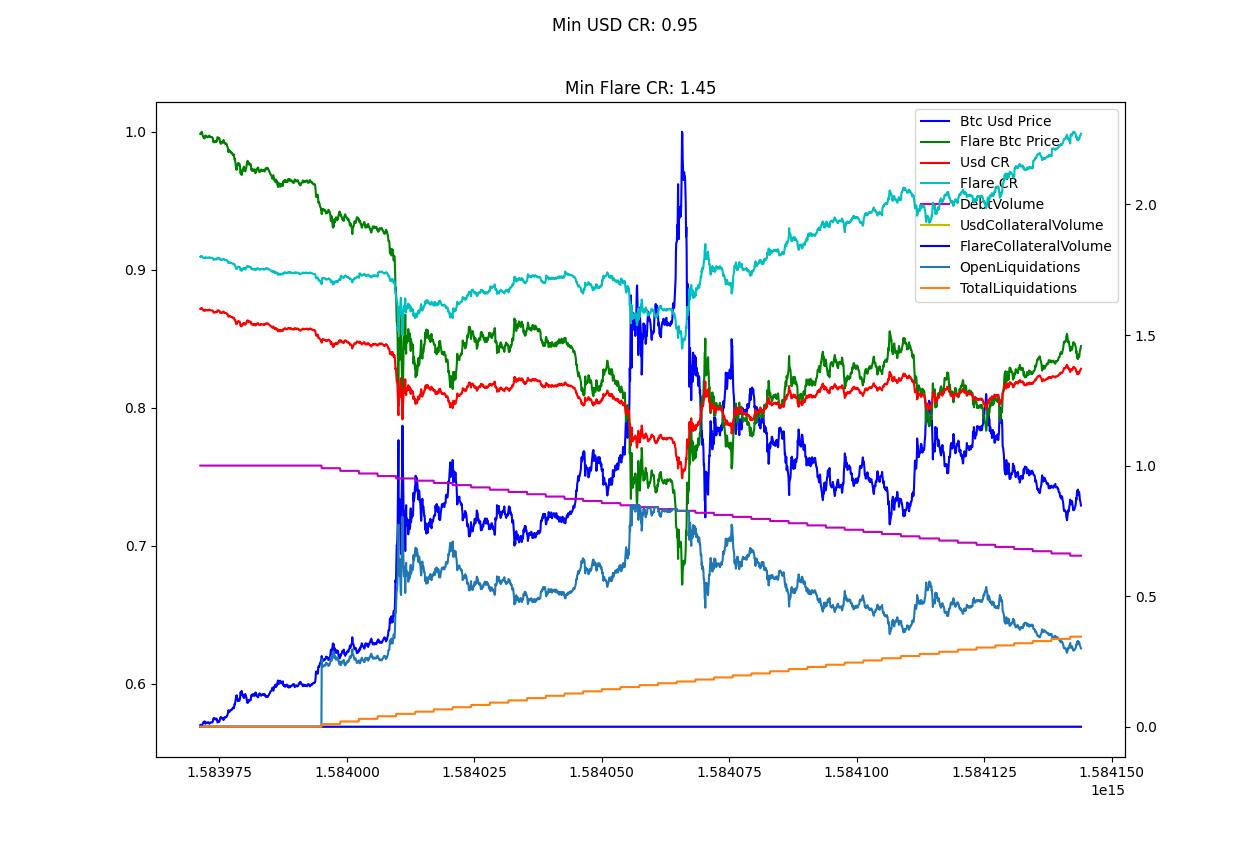 Min USD CR: 0.95
Min Flare CR: 1.45
Btc Usd Price
Flare Btc Price
Usd CR
Flare CR
DebtVolume
UsdCollateralVolume
FlareCollateralVolume
OpenLiquidations
TotalLiquidations
1.0
0.9
0.8
0.7
0.6
2.0
1.5
1.0
0.5
0.0
1.583975 1.584000 1.584025 1.584050 1.584075 1.584100 1.584125 1.584150
1e15